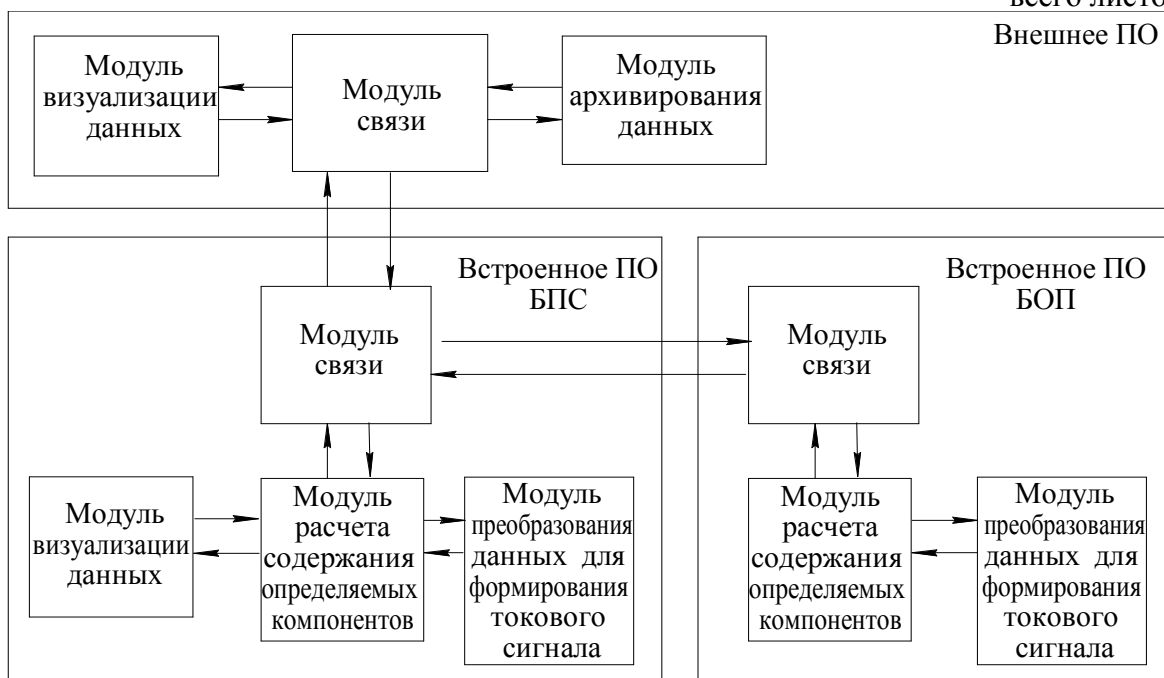 Внешнее ПО
Модуль
визуализации
данных
Модуль
связи
Модуль
архивирования
данных
Встроенное ПО
БПС
Модуль
связи
Модуль
визуализации
данных
Модуль
расчета
содержания
определяемых
компонентов
Модуль
преобразования
данных для
формирования
токового
сигнала
Встроенное ПО
БОП
Модуль
связи
Модуль
расчета
содержания
определяемых
компонентов
Модуль
преобразования
данных для
формирования
токового
сигнала